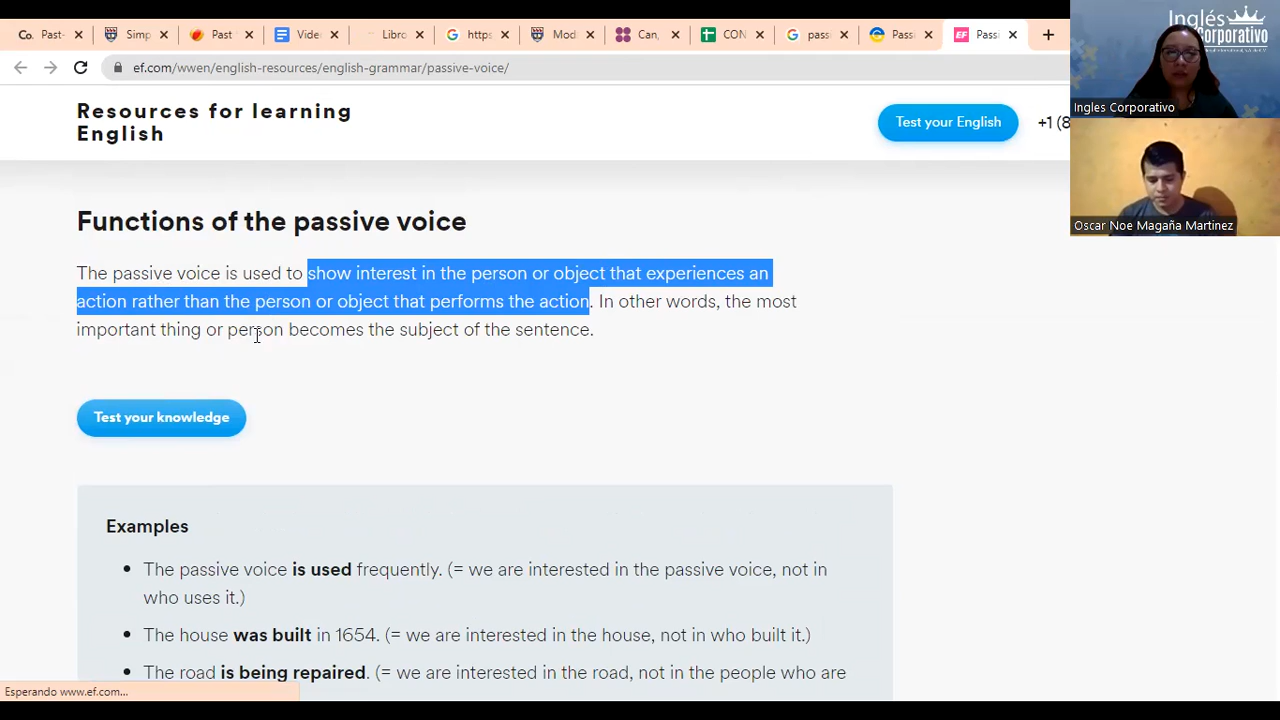 Co. Past-
Simp
Past
Video
Libro
https
Mod
Can,
CON
passi
Passi
EF Passi
Inglés
Corporativo
ef.com/wwen/english-resources/english-grammar/passive-voice/
Ingles Corporativo
Resources for learning
English
Test your English
+1 (8
Oscar Noe Magaña Martinez
Functions of the passive voice
The passive voice is used to show interest in the person or object that experiences an
action rather than the person or object that performs the action. In other words, the most
important thing or person becomes the subject of the sentence.
Test your knowledge
Examples
• The passive voice is used frequently. (= we are interested in the passive voice, not in
who uses it.)
• The house was built in 1654. (= we are interested in the house, not in who built it.)
• The road is being repaired. (= we are interested in the road, not in the people who are
Esperando www.ef.com...